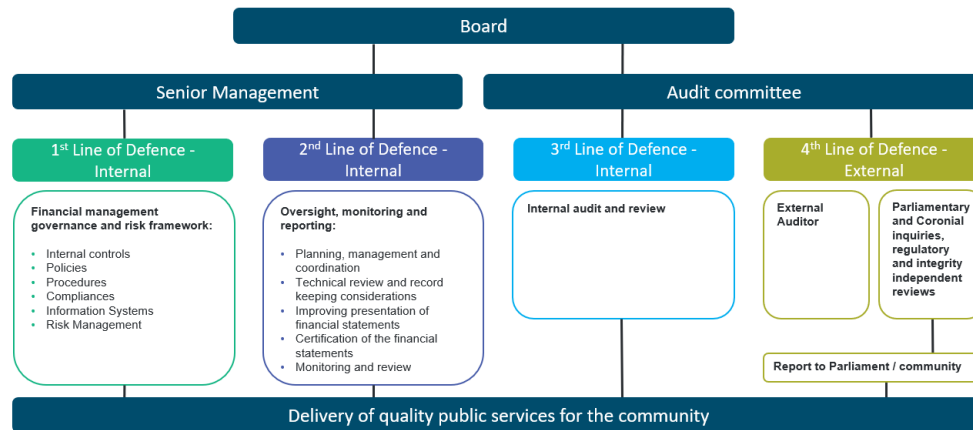 Board
Senior Management
Audit committee
1st Line of Defence -
Internal
2nd Line of Defence -
Internal
3rd Line of Defence -
Internal
4th Line of Defence -
External
Financial management
governance and risk framework:
• Internal controls
• Policies
• Procedures
• Compliances
• Information Systems
• Risk Management
Oversight, monitoring and
reporting:
• Planning, management and
coordination
• Technical review and record
keeping considerations
• Improving presentation of
financial statements
• Certification of the financial
statements
• Monitoring and review
Internal audit and review
External
Auditor
Parliamentary
and Coronial
inquiries,
regulatory
and integrity
independent
reviews
Report to Parliament / community
Delivery of quality public services for the community